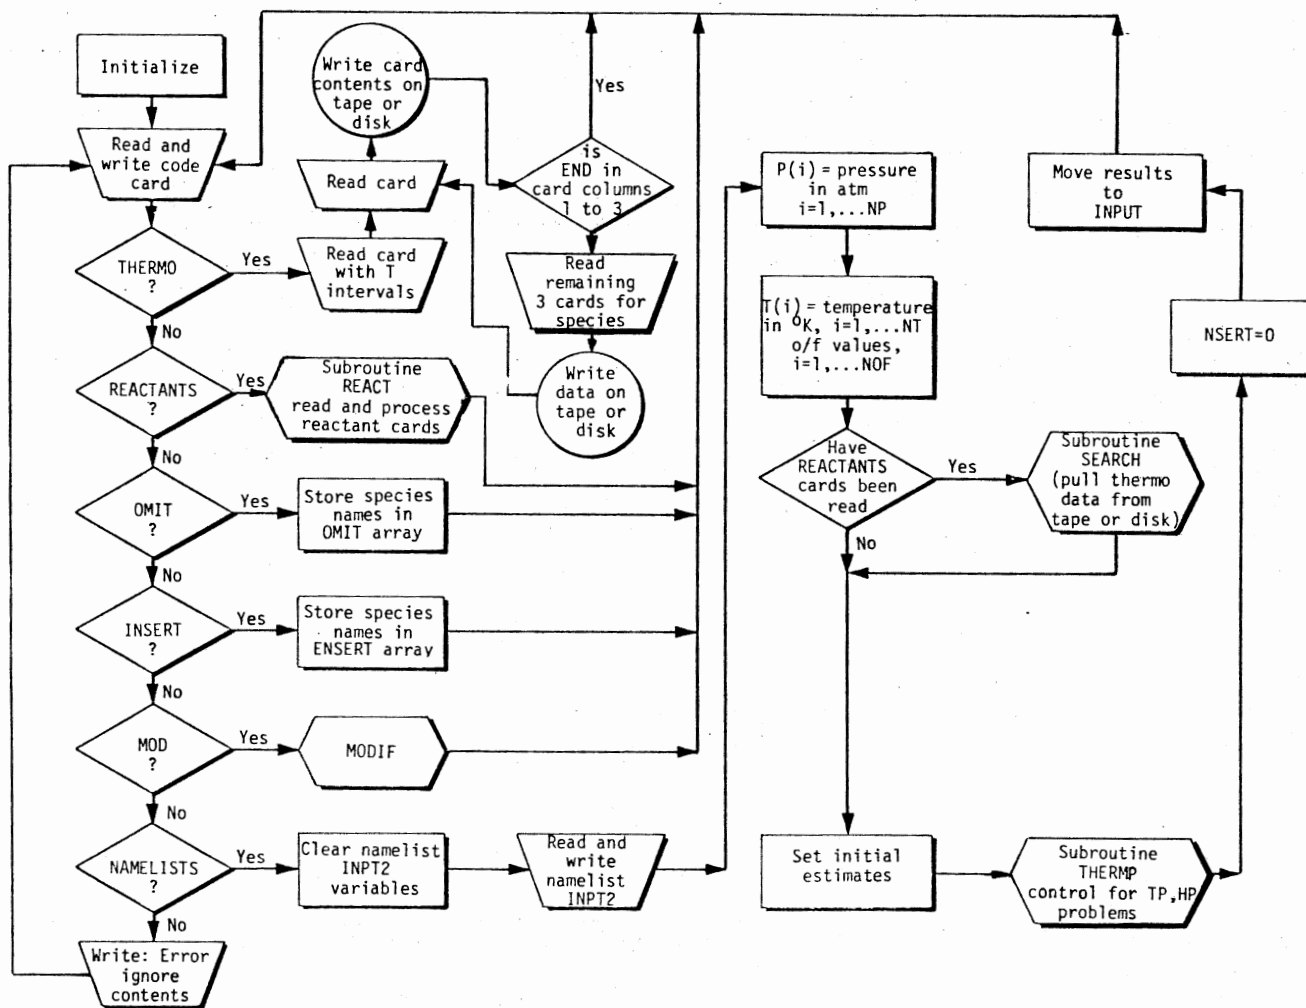 Initialize
Read and
write code
card
THERMO
?
Yes
No
REACTANTS
?
Yes
No
OMIT
?
Yes
No
INSERT
?
Yes
No
MOD
?
Yes
No
NAMELISTS
?
Yes
No
Write: Error
ignore
contents
Write card
contents on
tape or
disk
Read card
Read card
with T
intervals
Subroutine
REACT
read and process
reactant cards
Store species
names in
OMIT array
Store species
names in
ENSERT array
MODIF
Clear namelist
INPT2
variables
Read and
write
namelist
INPT2
Yes
is
END in
card columns
1 to 3
Read
remaining
3 cards for
species
Write
data on
tape or
disk
P(i) = pressure
in atm
i=1,...NP
T(i) = temperature
in °K, i=1,...NT
o/f values,
i=1,...NOF
Have
REACTANTS
cards been
read
Yes
No
Subroutine
SEARCH
(pull thermo
data from
tape or disk)
Set initial
estimates
Subroutine
THERMP
control for TP,HP
problems
NSERT=0
Move results
to
INPUT